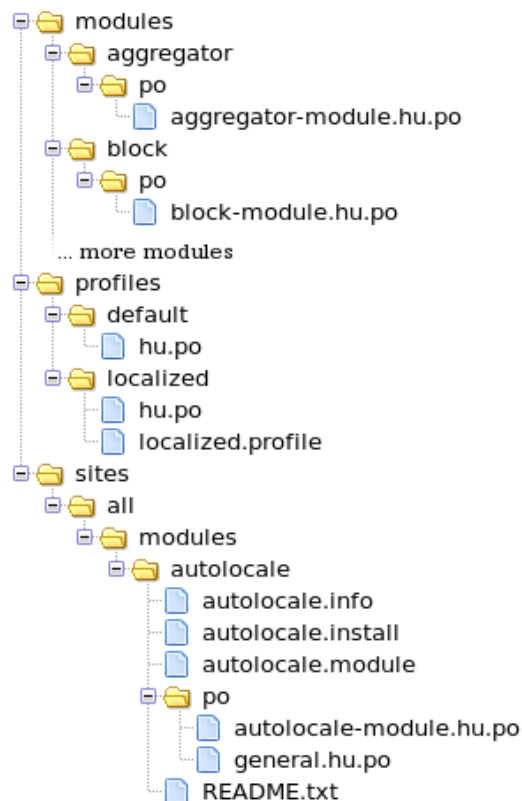 modules
aggregator
po
aggregator-module.hu.po
block
po
block-module.hu.po
... more modules
profiles
default
hu.po
localized
hu.po
localized.profile
sites
all
modules
autolocale
autolocale.info
autolocale.install
autolocale.module
po
autolocale-module.hu.po
general.hu.po
README.txt